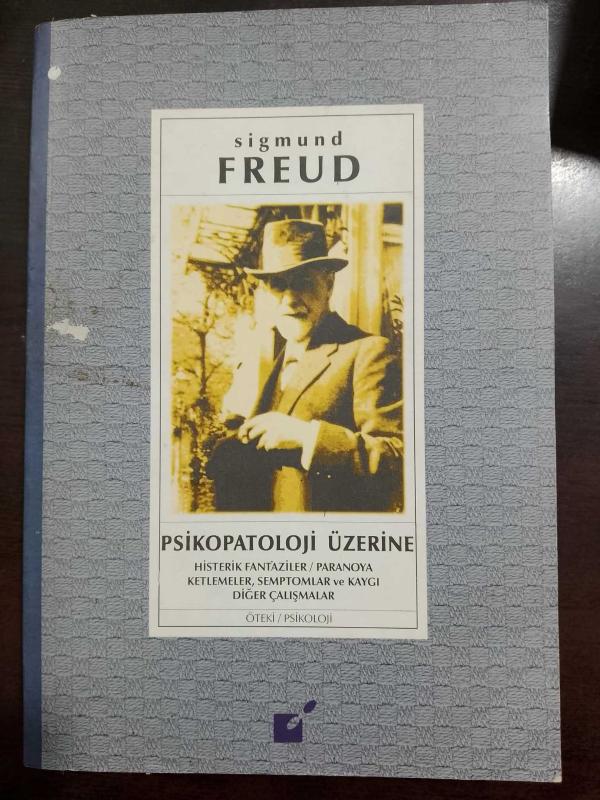 sigmund
FREUD
PSİKOPATOLOJİ ÜZERİNE
HİSTERİK FANTAZİLER / PARANOYA
KETLEMELER, SEMPTOMLAR ve KAYGI
DİĞER ÇALIŞMALAR
ÖTEKİ / PSİKOLOJİ